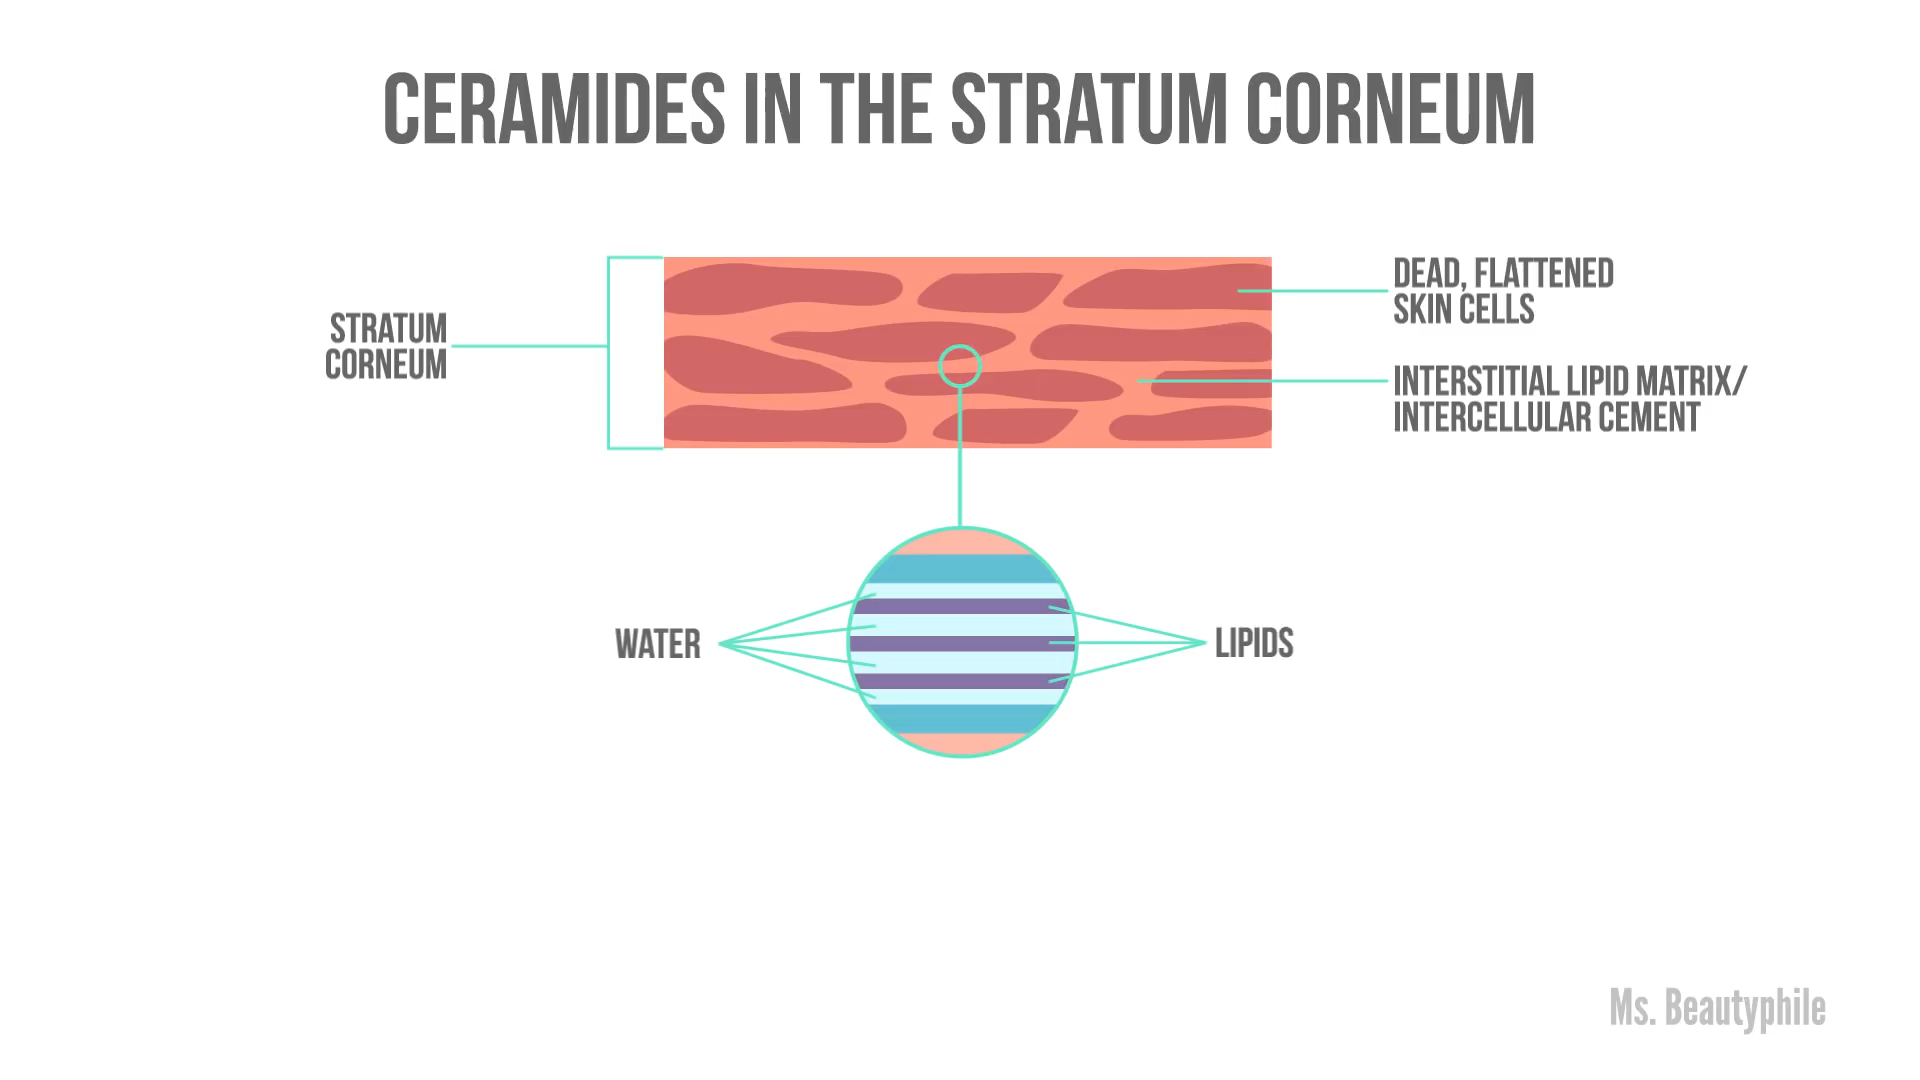 CERAMIDES IN THE STRATUM CORNEUM
STRATUM
CORNEUM
DEAD, FLATTENED
SKIN CELLS
INTERSTITIAL LIPID MATRIX/
INTERCELLULAR CEMENT
WATER
LIPIDS
Ms. Beautyphile